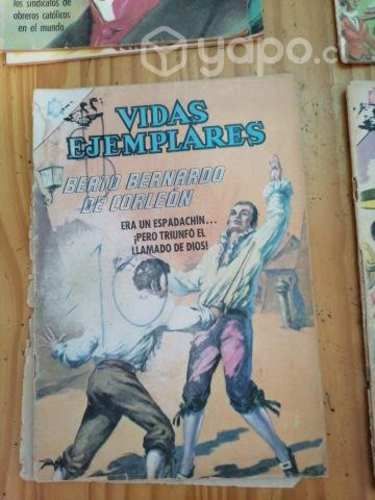 los sindicatos de
obreros católicos
en el mundo
yapo.c
VIDAS
EJEMPLARES
BEATO BERNARDO
DE CORLEÓN
ERA UN ESPADACHÍN...
¡PERO TRIUNFÓ EL
LLAMADO DE DIOS!